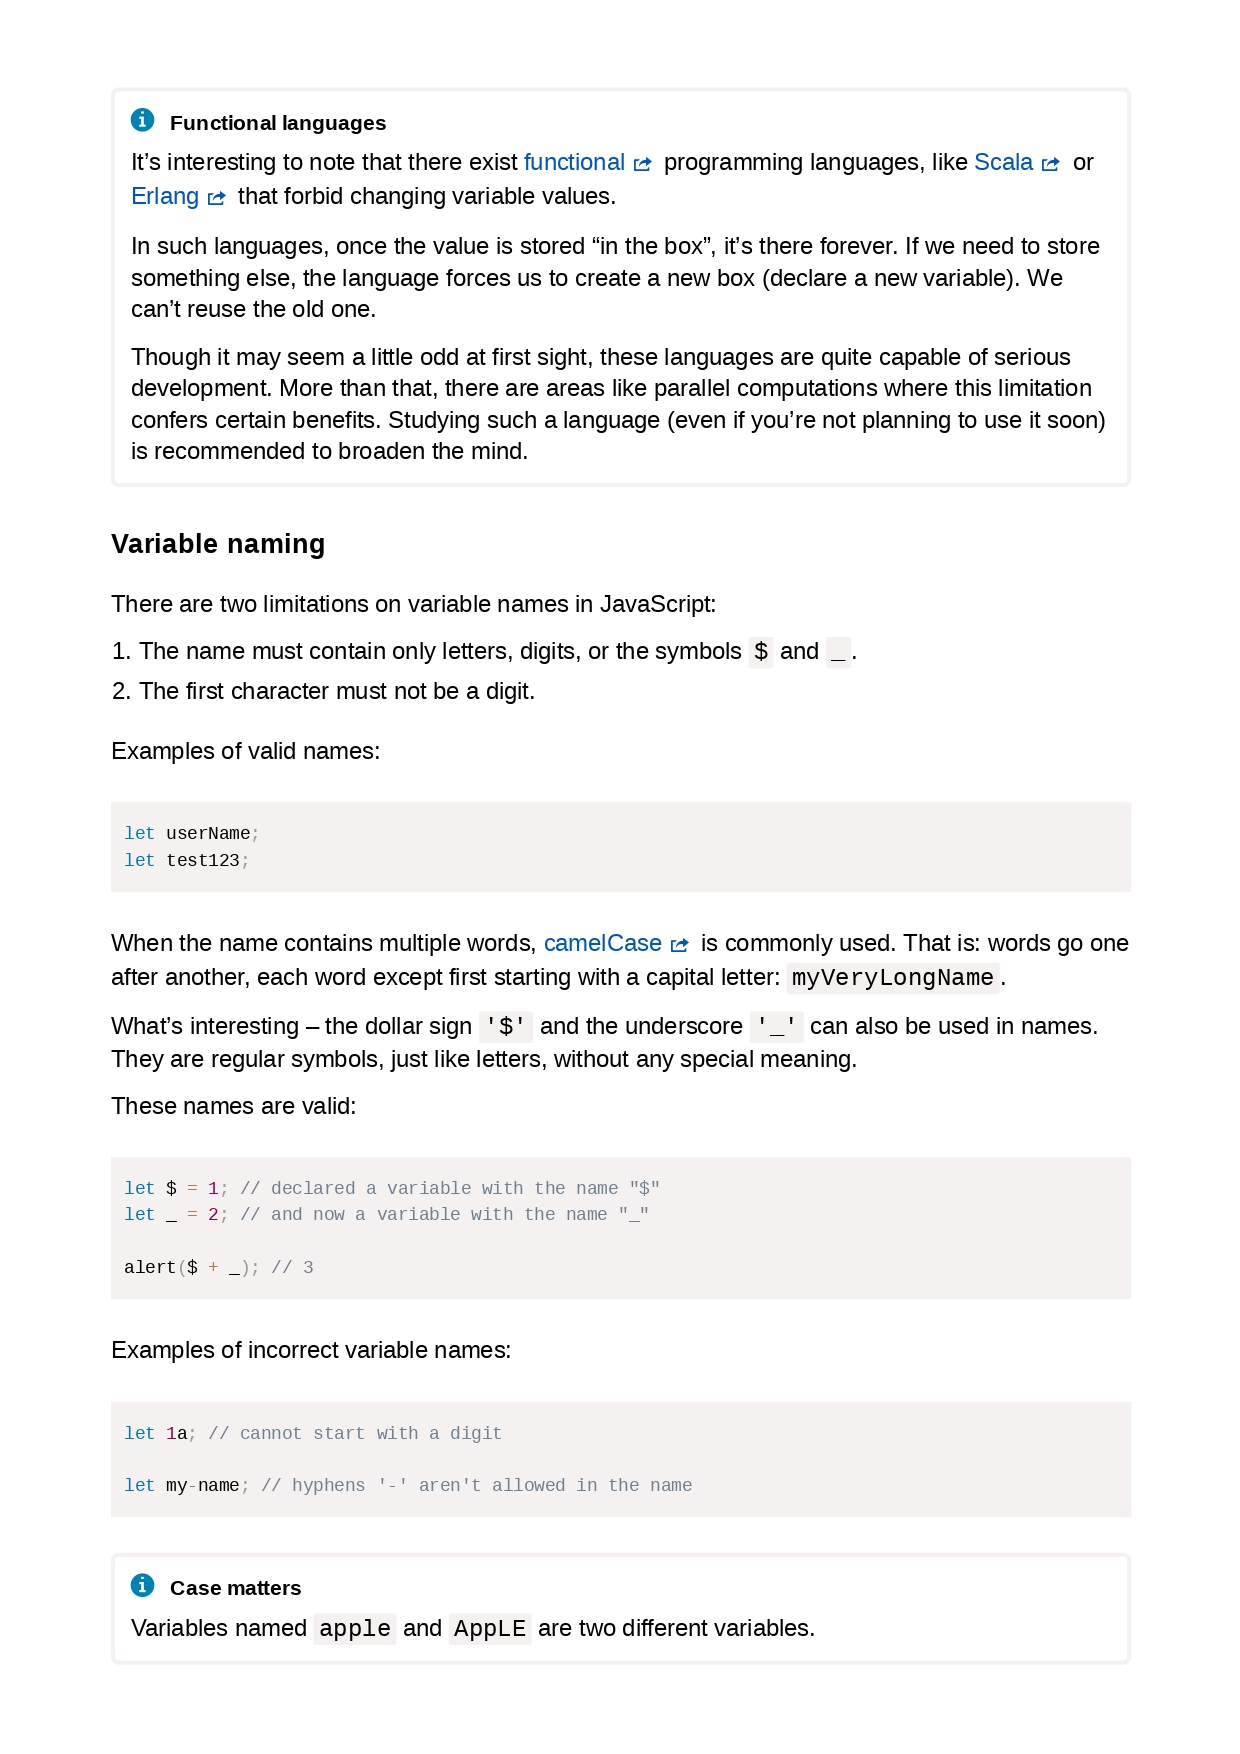 Functional languages
It’s interesting to note that there exist functional programming languages, like Scala or
Erlang that forbid changing variable values.
In such languages, once the value is stored “in the box”, it’s there forever. If we need to store
something else, the language forces us to create a new box (declare a new variable). We
can’t reuse the old one.
Though it may seem a little odd at first sight, these languages are quite capable of serious
development. More than that, there are areas like parallel computations where this limitation
confers certain benefits. Studying such a language (even if you’re not planning to use it soon)
is recommended to broaden the mind.
Variable naming
There are two limitations on variable names in JavaScript:
1. The name must contain only letters, digits, or the symbols $ and _.
2. The first character must not be a digit.
Examples of valid names:
let userName;
let test123;
When the name contains multiple words, camelCase is commonly used. That is: words go one
after another, each word except first starting with a capital letter: myVeryLongName.
What’s interesting – the dollar sign '$' and the underscore '_' can also be used in names.
They are regular symbols, just like letters, without any special meaning.
These names are valid:
let $ = 1; // declared a variable with the name "$"
let _ = 2; // and now a variable with the name "_"
alert($ + _); // 3
Examples of incorrect variable names:
let 1a; // cannot start with a digit
let my-name; // hyphens '-' aren't allowed in the name
Case matters
Variables named apple and AppLE are two different variables.